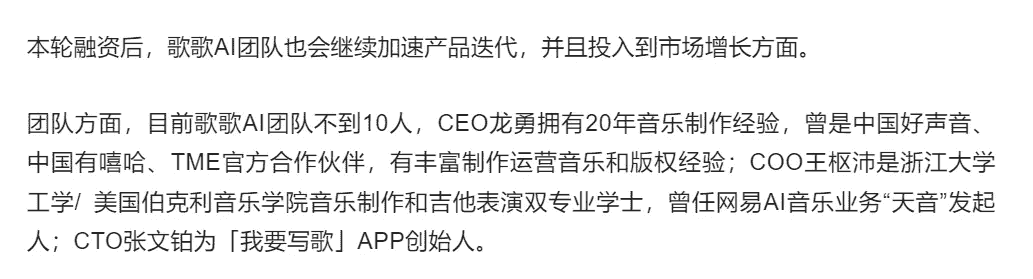 本轮融资后，歌歌AI团队也会继续加速产品迭代，并且投入到市场增长方面。
团队方面，目前歌歌AI团队不到10人，CEO龙勇拥有20年音乐制作经验，曾是中国好声音、
中国有嘻哈、TME官方合作伙伴，有丰富制作运营音乐和版权经验；COO王枢沛是浙江大学
工学/ 美国伯克利音乐学院音乐制作和吉他表演双专业学士，曾任网易AI音乐业务“天音”发起
人；CTO张文铂为「我要写歌」APP创始人。